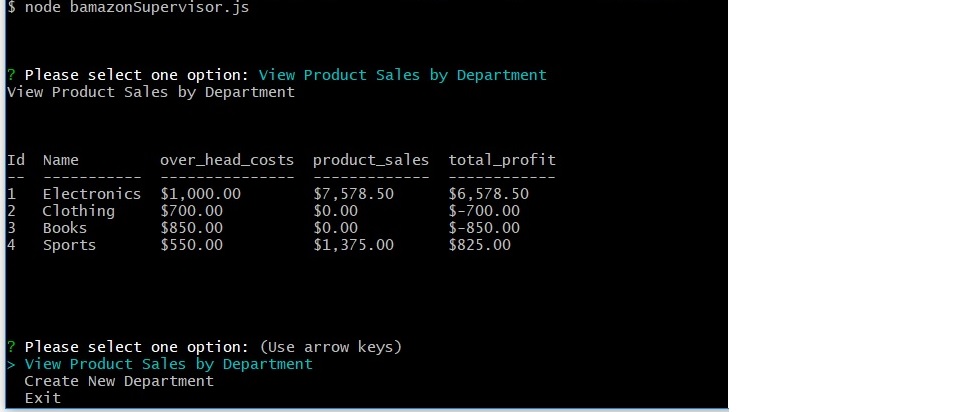 $ node bamazonSupervisor.js
? Please select one option: View Product Sales by Department
View Product Sales by Department
Id  Name         over_head_costs  product_sales  total_profit
--  -----------  ---------------  -------------  ------------
1   Electronics  $1,000.00        $7,578.50      $6,578.50
2   Clothing     $700.00          $0.00          $-700.00
3   Books        $850.00          $0.00          $-850.00
4   Sports       $550.00          $1,375.00      $825.00
? Please select one option: (Use arrow keys)
> View Product Sales by Department
  Create New Department
  Exit